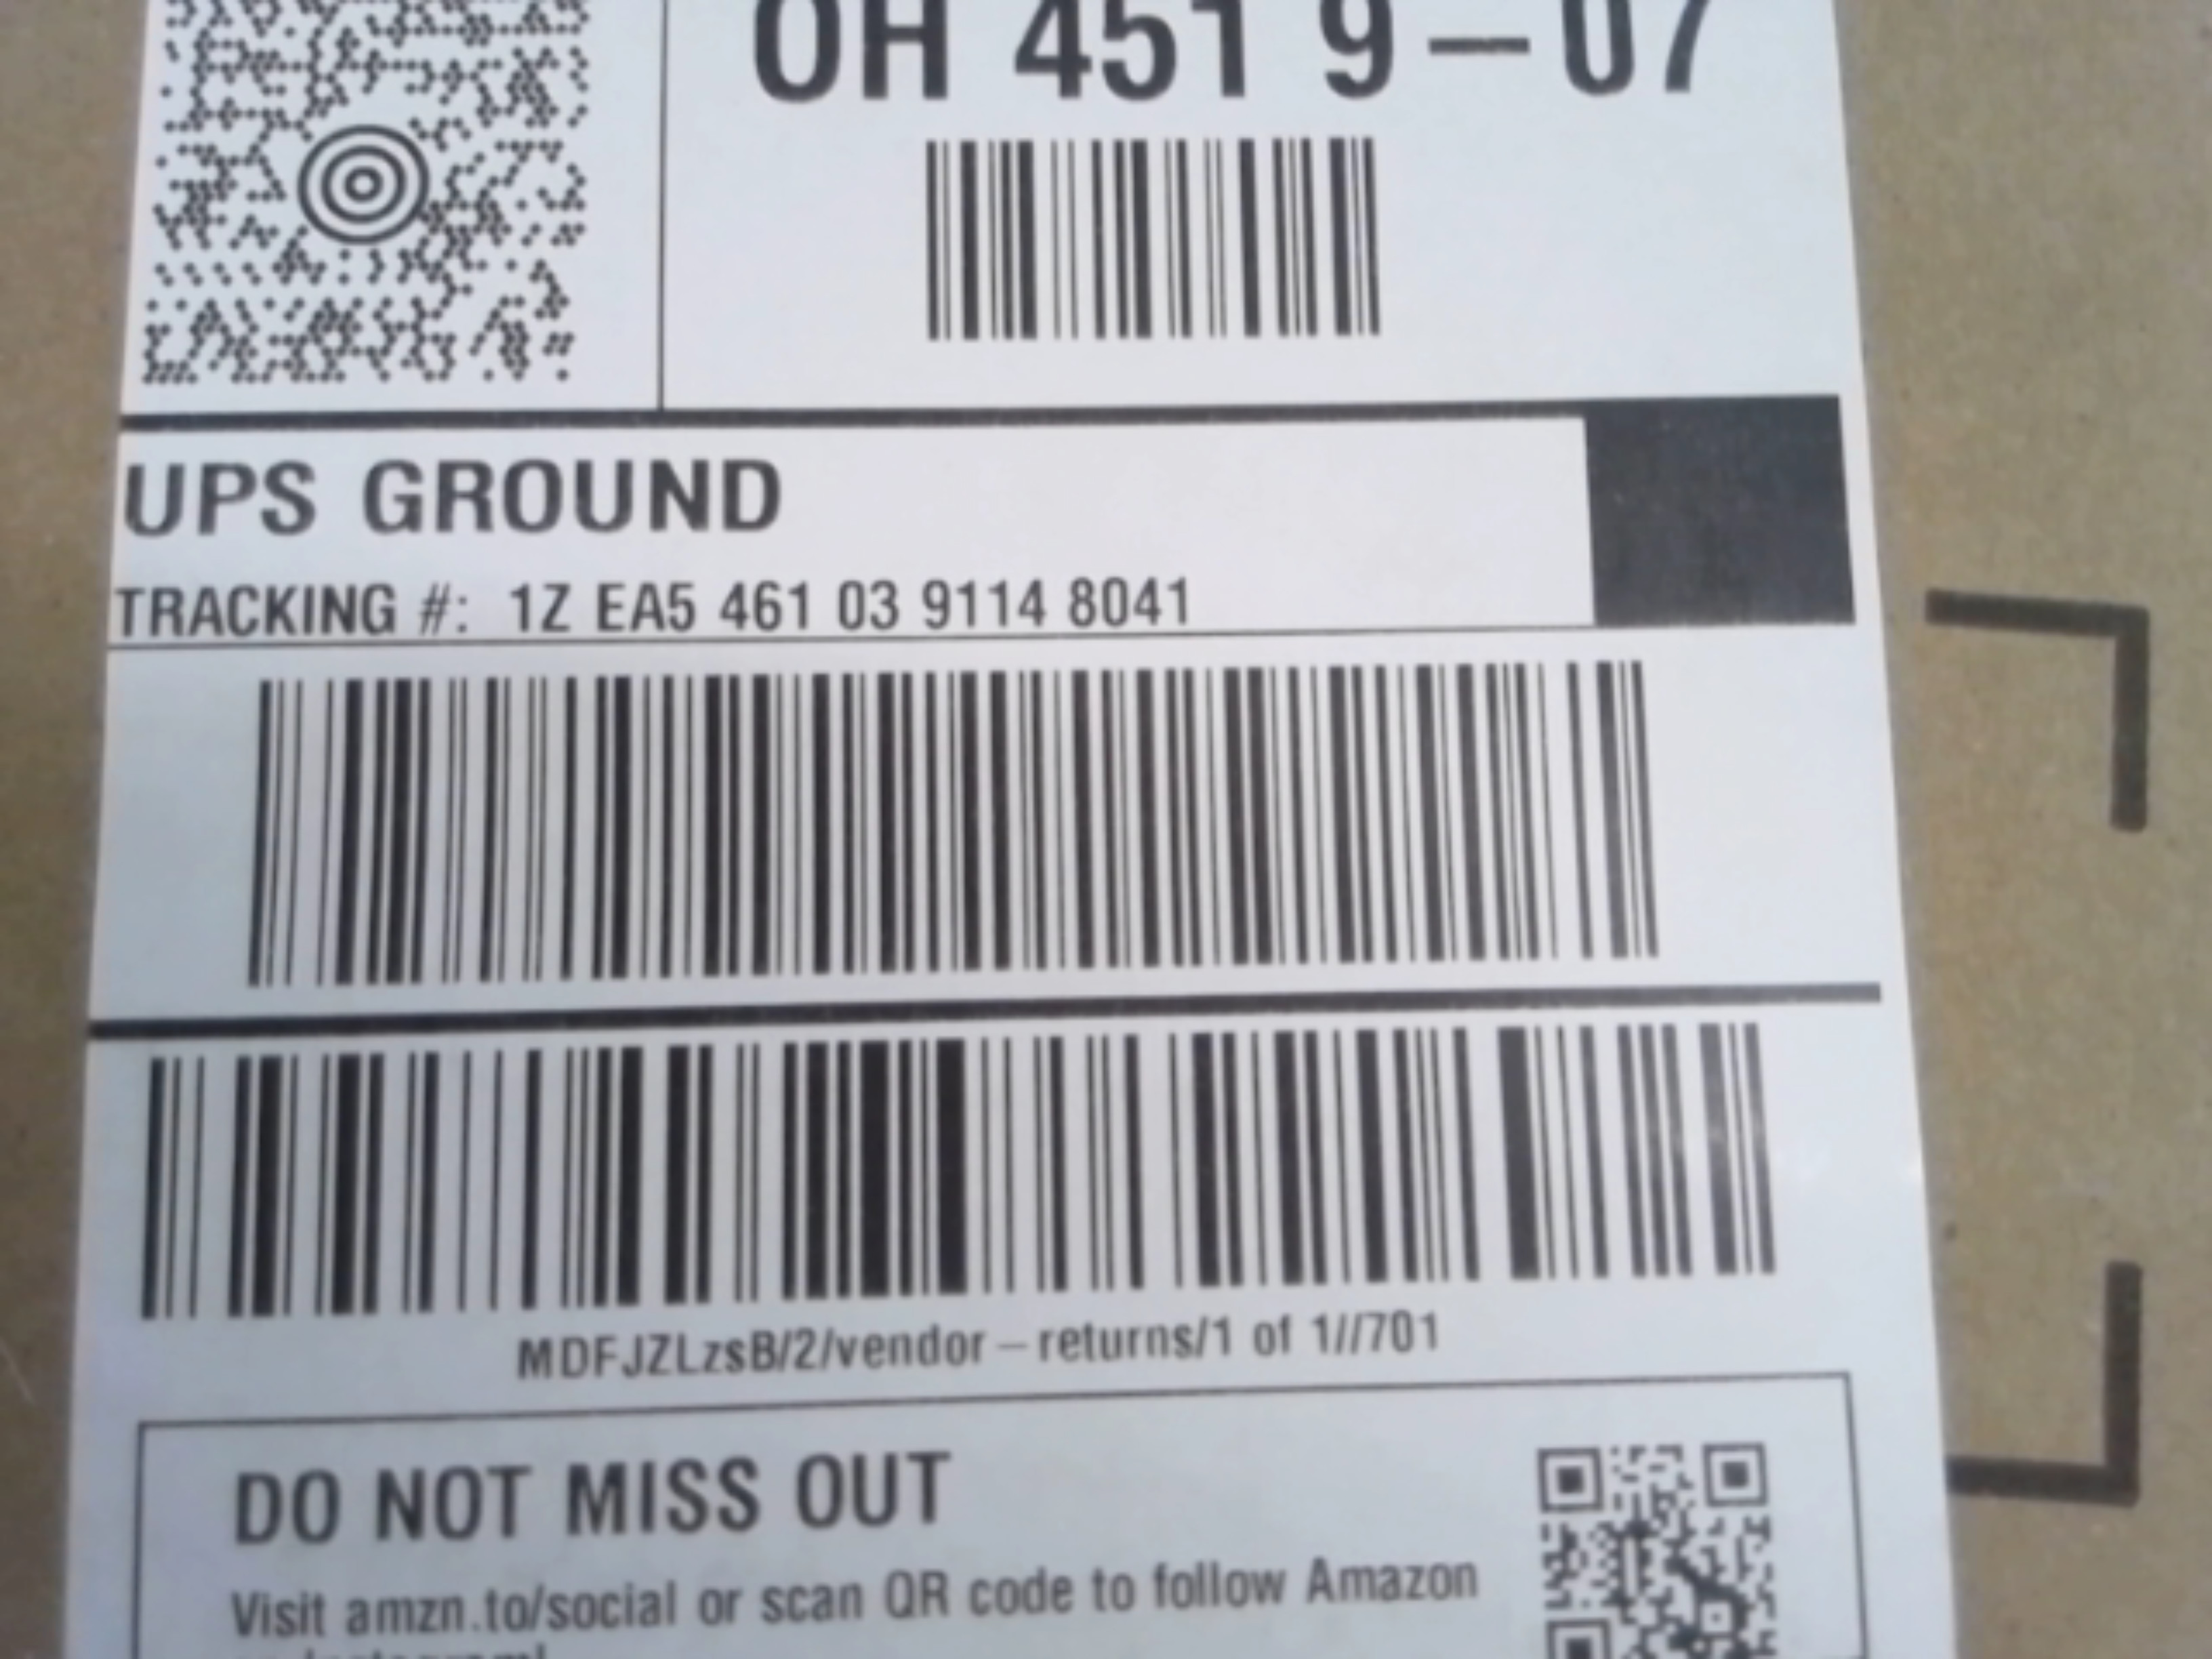 OH 451 9-07
UPS GROUND
TRACKING #: 1Z EA5 461 03 9114 8041
MDFJZLzsB/2/vendor-returns/1 of 1//701
DO NOT MISS OUT
Visit amzn.to/social or scan QR code to follow Amazon